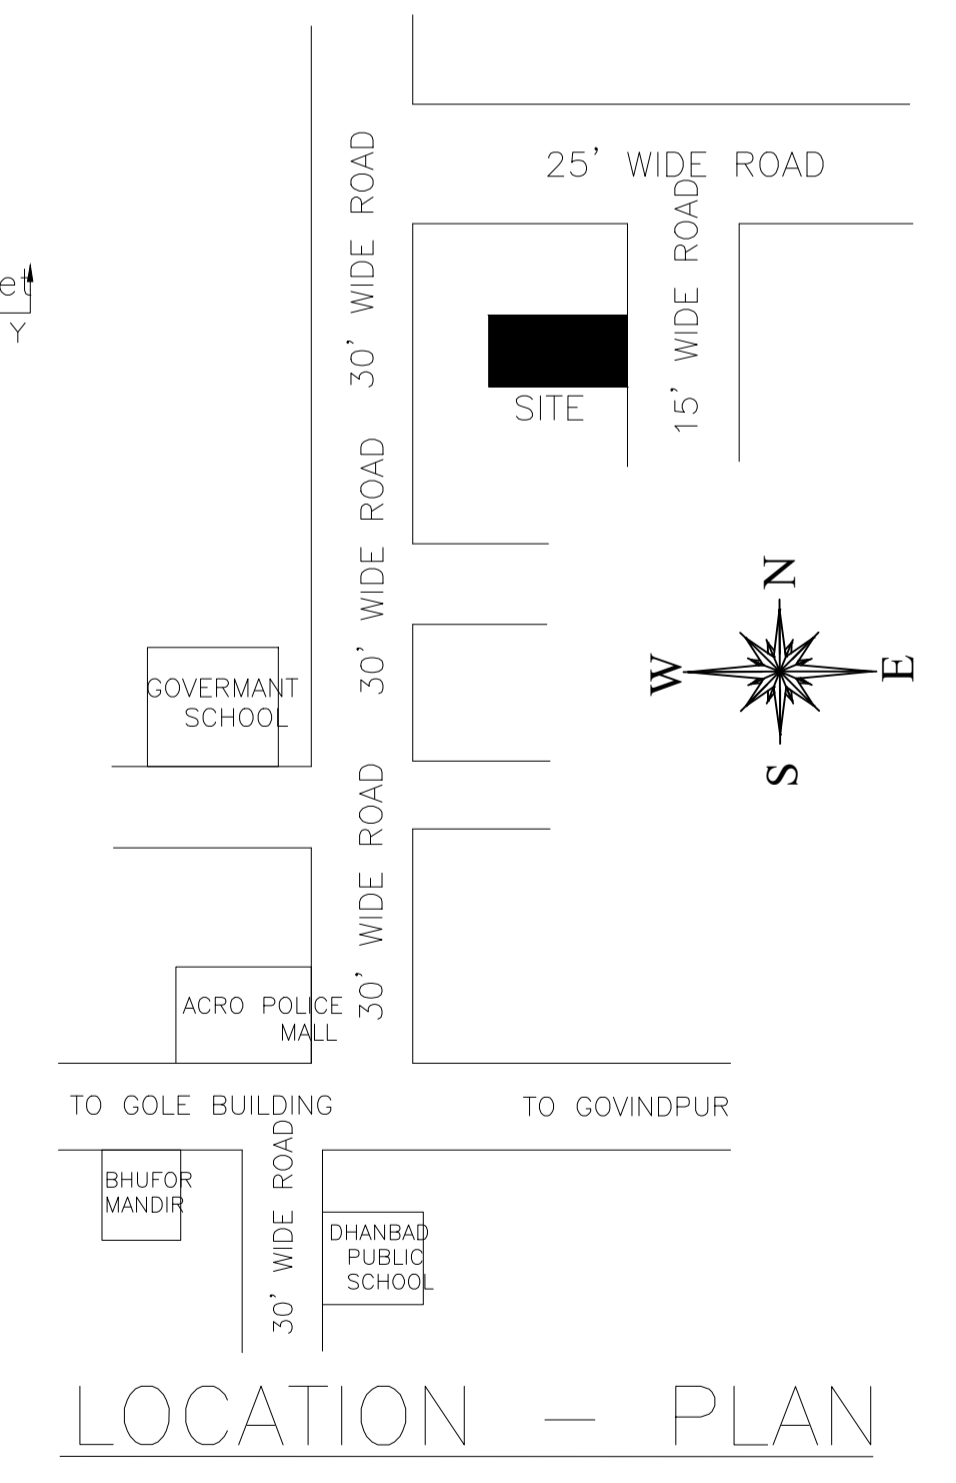 25' WIDE ROAD
30' WIDE ROAD
15' WIDE ROAD
et
Y
SITE
30' WIDE ROAD
N
W
E
S
GOVERMANT
SCHOOL
30' WIDE ROAD
ACRO POLICE
MALL
TO GOLE BUILDING
TO GOVINDPUR
30' WIDE ROAD
BHUFOR
MANDIR
DHANBAD
PUBLIC
SCHOOL
LOCATION - PLAN